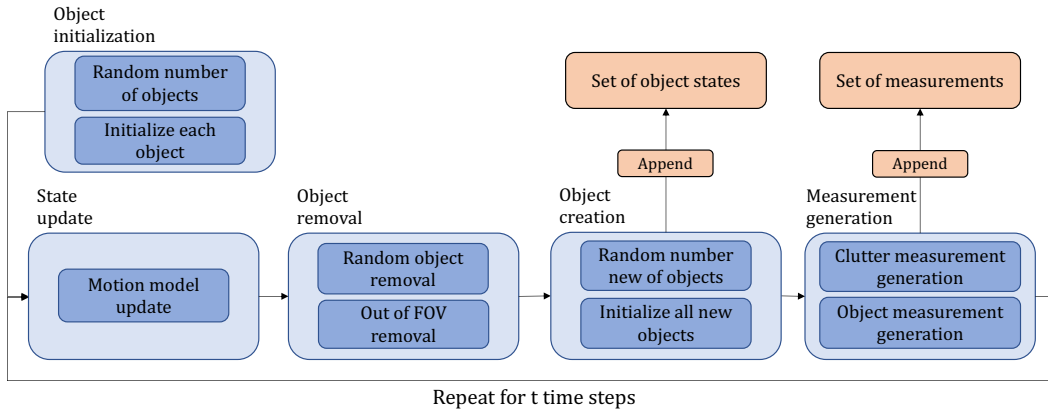 Object
initialization
Random number
of objects
Initialize each
object
Set of object states
Set of measurements
Append
Append
State
update
Motion model
update
Object
removal
Random object
removal
Out of FOV
removal
Object
creation
Random number
new of objects
Initialize all new
objects
Measurement
generation
Clutter measurement
generation
Object measurement
generation
Repeat for t time steps